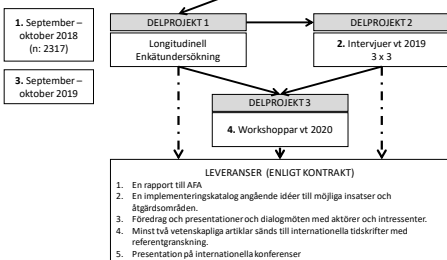 1. September –
oktober 2018
(n: 2317)
3. September –
oktober 2019
DELPROJEKT 1
Longitudinell
Enkätundersökning
DELPROJEKT 2
2. Intervjuer vt 2019
3 x 3
DELPROJEKT 3
4. Workshoppar vt 2020
LEVERANSER (ENLIGT KONTRAKT)
1. En rapport till AFA
2. En implementeringskatalog angående idéer till möjliga insatser och
åtgärdsområden.
3. Föredrag och presentationer och dialogmöten med aktörer och intressenter.
4. Minst två vetenskapliga artiklar sänds till internationella tidskrifter med
referentgranskning.
5. Presentation på internationella konferenser